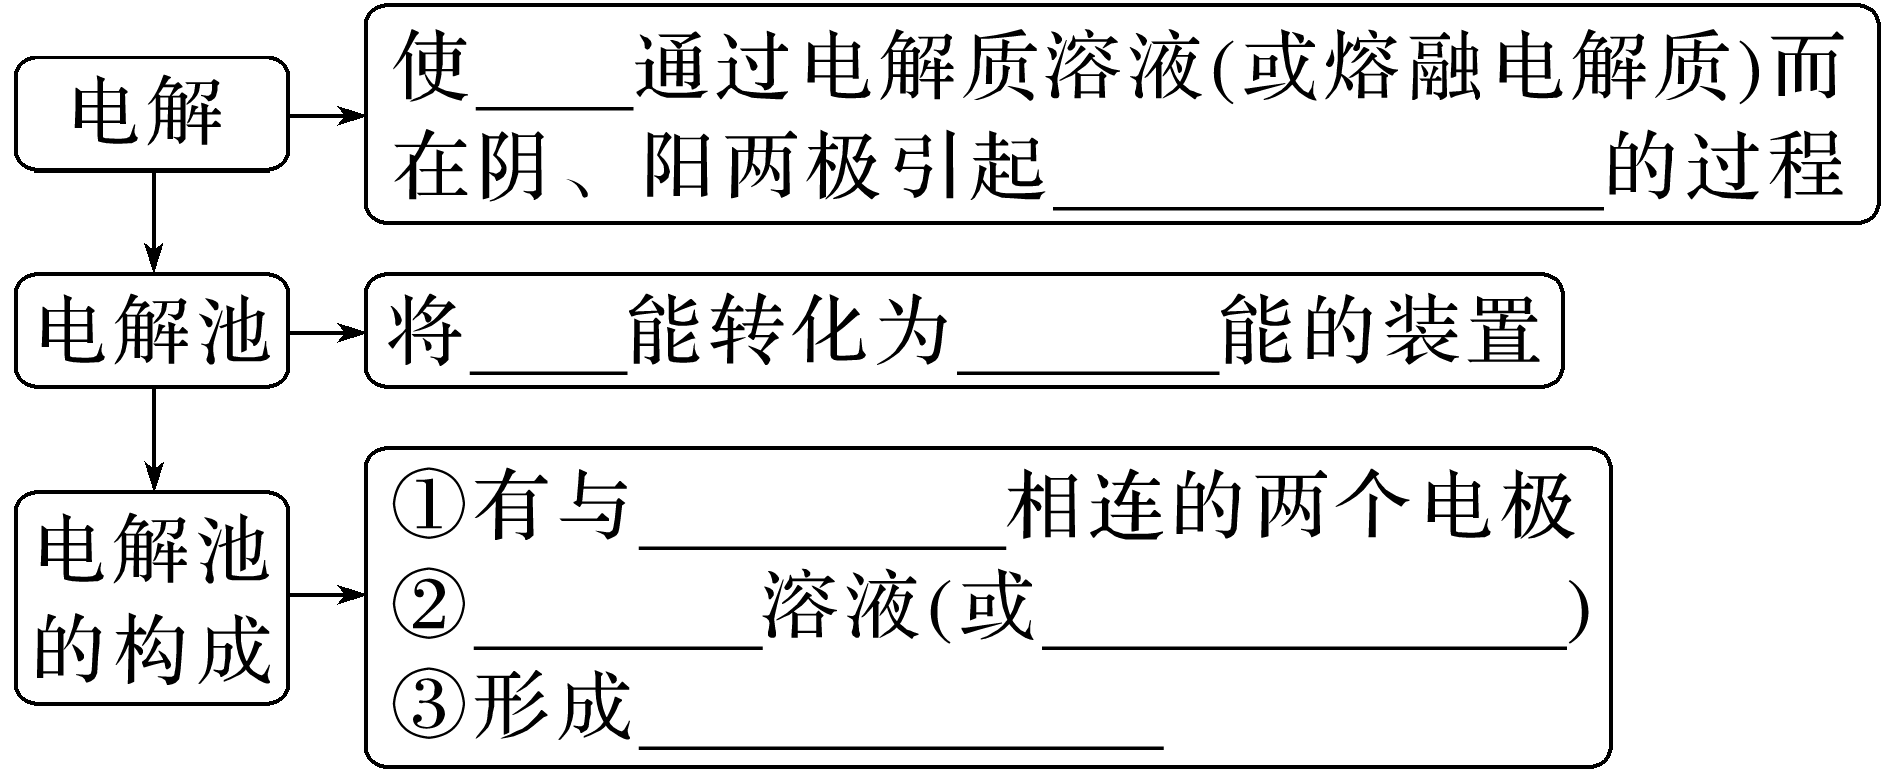 电解
使____通过电解质溶液(或熔融电解质)而
在阴、阳两极引起______________的过程
电解池
将____能转化为_______能的装置
电解池
的构成
①有与_________相连的两个电极
②_______溶液(或_____________)
③形成_____________